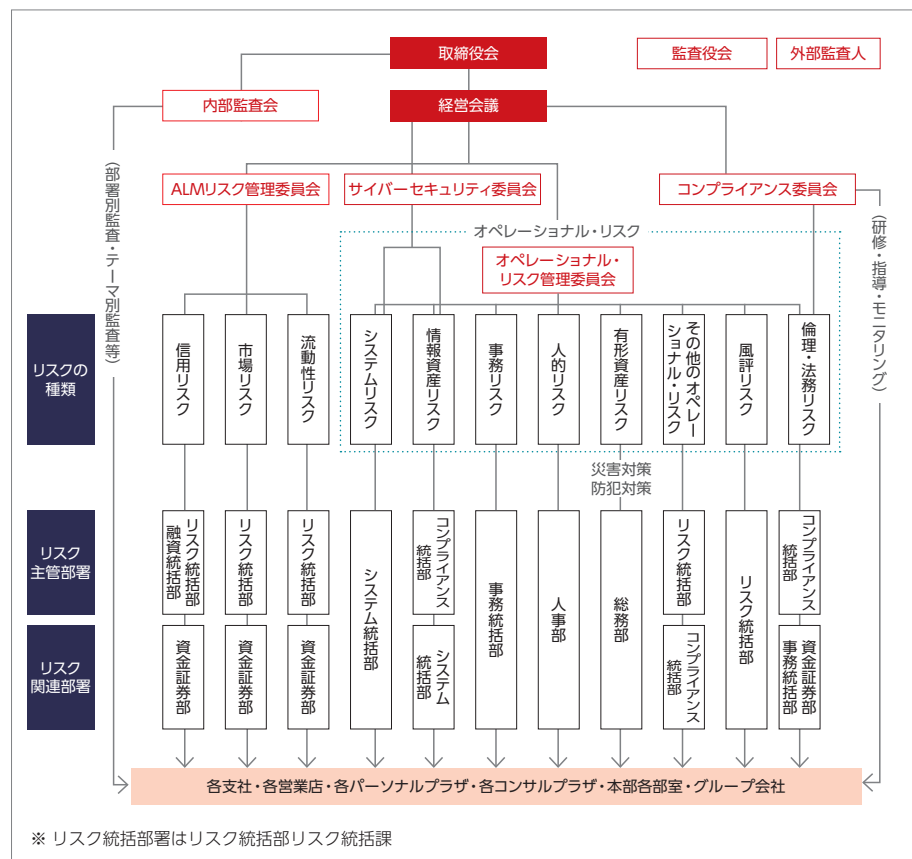 取締役会
監査役会
外部監査人
内部監査会
経営会議
(部署別監査・テーマ別監査等)
ALMリスク管理委員会
サイバーセキュリティ委員会
コンプライアンス委員会
(研修・指導・モニタリング)
オペレーショナル・リスク
オペレーショナル・
リスク管理委員会
リスクの
種類
信用リスク
市場リスク
流動性リスク
システムリスク
情報資産リスク
事務リスク
人的リスク
有形資産リスク
その他のオペレー
ショナル・リスク
風評リスク
倫理・法務リスク
災害対策
防犯対策
リスク
主管部署
リスク統括部
融資統括部
リスク統括部
リスク統括部
システム統括部
コンプライアンス
統括部
事務統括部
人事部
総務部
リスク統括部
リスク統括部
コンプライアンス
統括部
リスク
関連部署
資金証券部
資金証券部
資金証券部
システム
統括部
コンプライアンス
統括部
資金証券部
事務統括部
各支社・各営業店・各パーソナルプラザ・各コンサルプラザ・本部各部室・グループ会社
※ リスク統括部署はリスク統括部リスク統括課